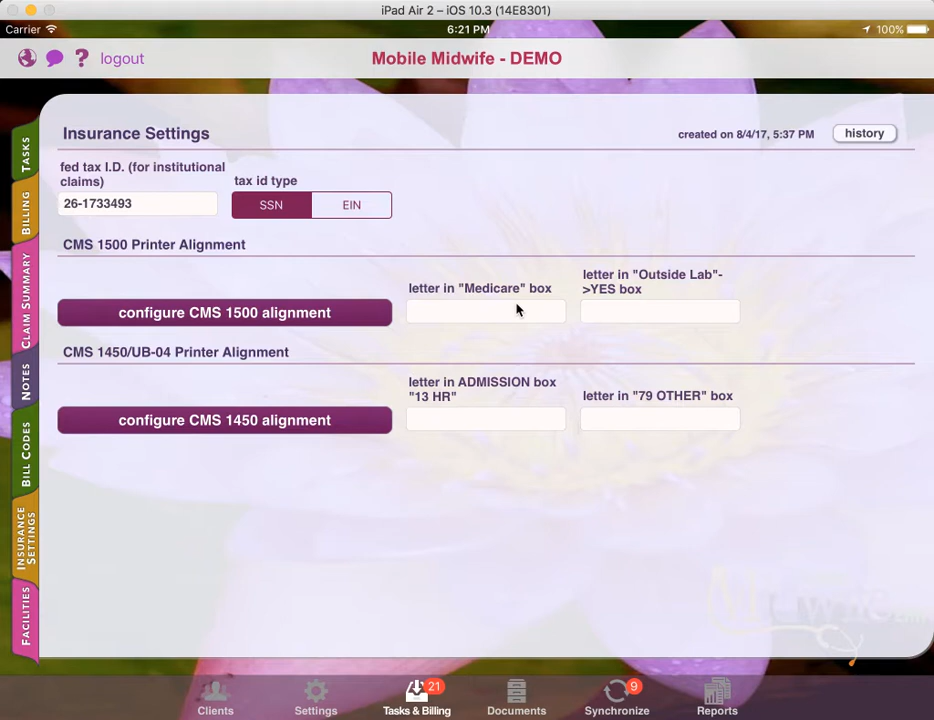 iPad Air 2 – iOS 10.3 (14E8301)
Carrier
6:21 PM
100%
?
logout
Mobile Midwife - DEMO
TASKS
BILLING
CLAIM SUMMARY
NOTES
BILL CODES
INSURANCE
SETTINGS
FACILITIES
Insurance Settings
created on 8/4/17, 5:37 PM
history
fed tax I.D. (for institutional
claims)
tax id type
26-1733493
SSN
EIN
CMS 1500 Printer Alignment
letter in "Medicare" box
letter in "Outside Lab"-
>YES box
configure CMS 1500 alignment
CMS 1450/UB-04 Printer Alignment
letter in ADMISSION box
"13 HR"
letter in "79 OTHER" box
configure CMS 1450 alignment
21
9
Clients
Settings
Tasks & Billing
Documents
Synchronize
Reports